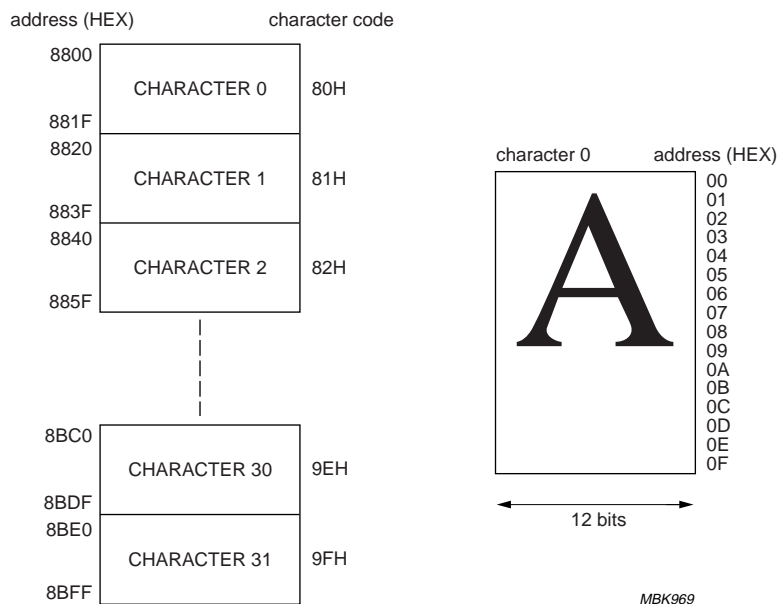 address (HEX) character code
8800
CHARACTER 0 80H
881F
8820
CHARACTER 1 81H
883F
8840
CHARACTER 2 82H
885F
8BC0
CHARACTER 30 9EH
8BDF
8BE0
CHARACTER 31 9FH
8BFF
character 0 address (HEX)
A
00
01
02
03
04
05
06
07
08
09
0A
0B
0C
0D
0E
0F
12 bits
MBK969